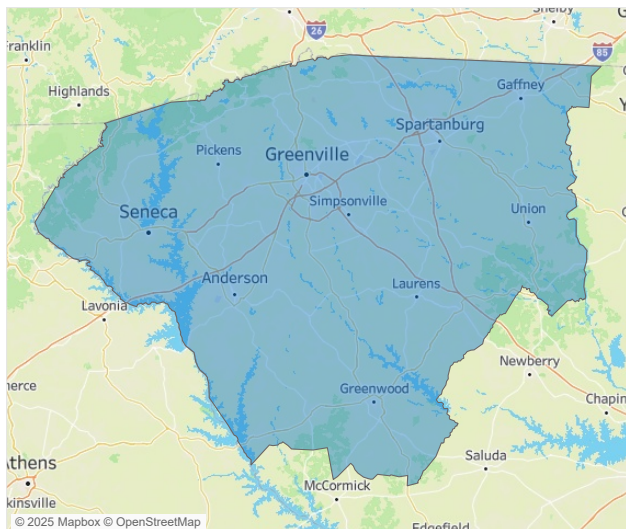 Shelby
26
Franklin
85
Highlands
Gaffney
Spartanburg
Pickens
Greenville
Simpsonville
Seneca
Union
Anderson
Laurens
Lavonia
Newberry
merce
Greenwood
Chapin
Athens
Saluda
McCormick
kinsville
© 2025 Mapbox © OpenStreetMap
Edgefield